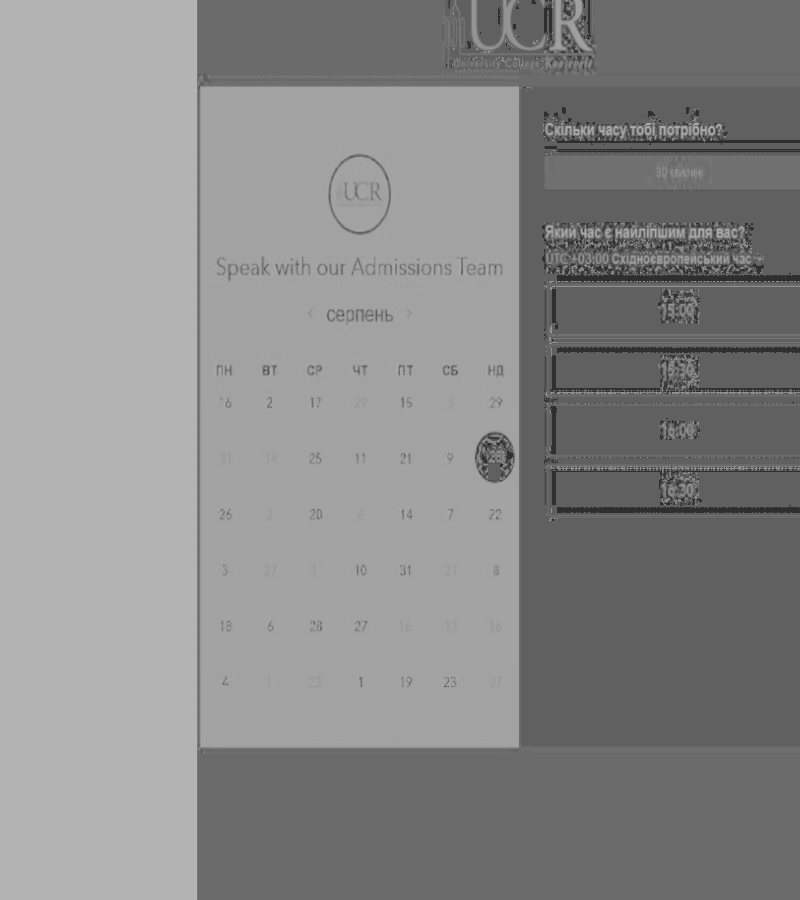 UCR
University College Roosevelt
UCR
Speak with our Admissions Team
< серпень >
ПН ВТ СР ЧТ ПТ СБ НД
16 2 17 29 15 3 29
31 14 25 11 21 9
26 20 14 7 22
3 27 1 10 31 21 8
18 6 28 27 16 13 16
4 1 23 1 19 23 27
Скільки часу тобі потрібно?
30 хвилин
Який час є найліпшим для вас?
UTC +03:00 Східноєвропейський час
15:00
15:30
16:00
16:30